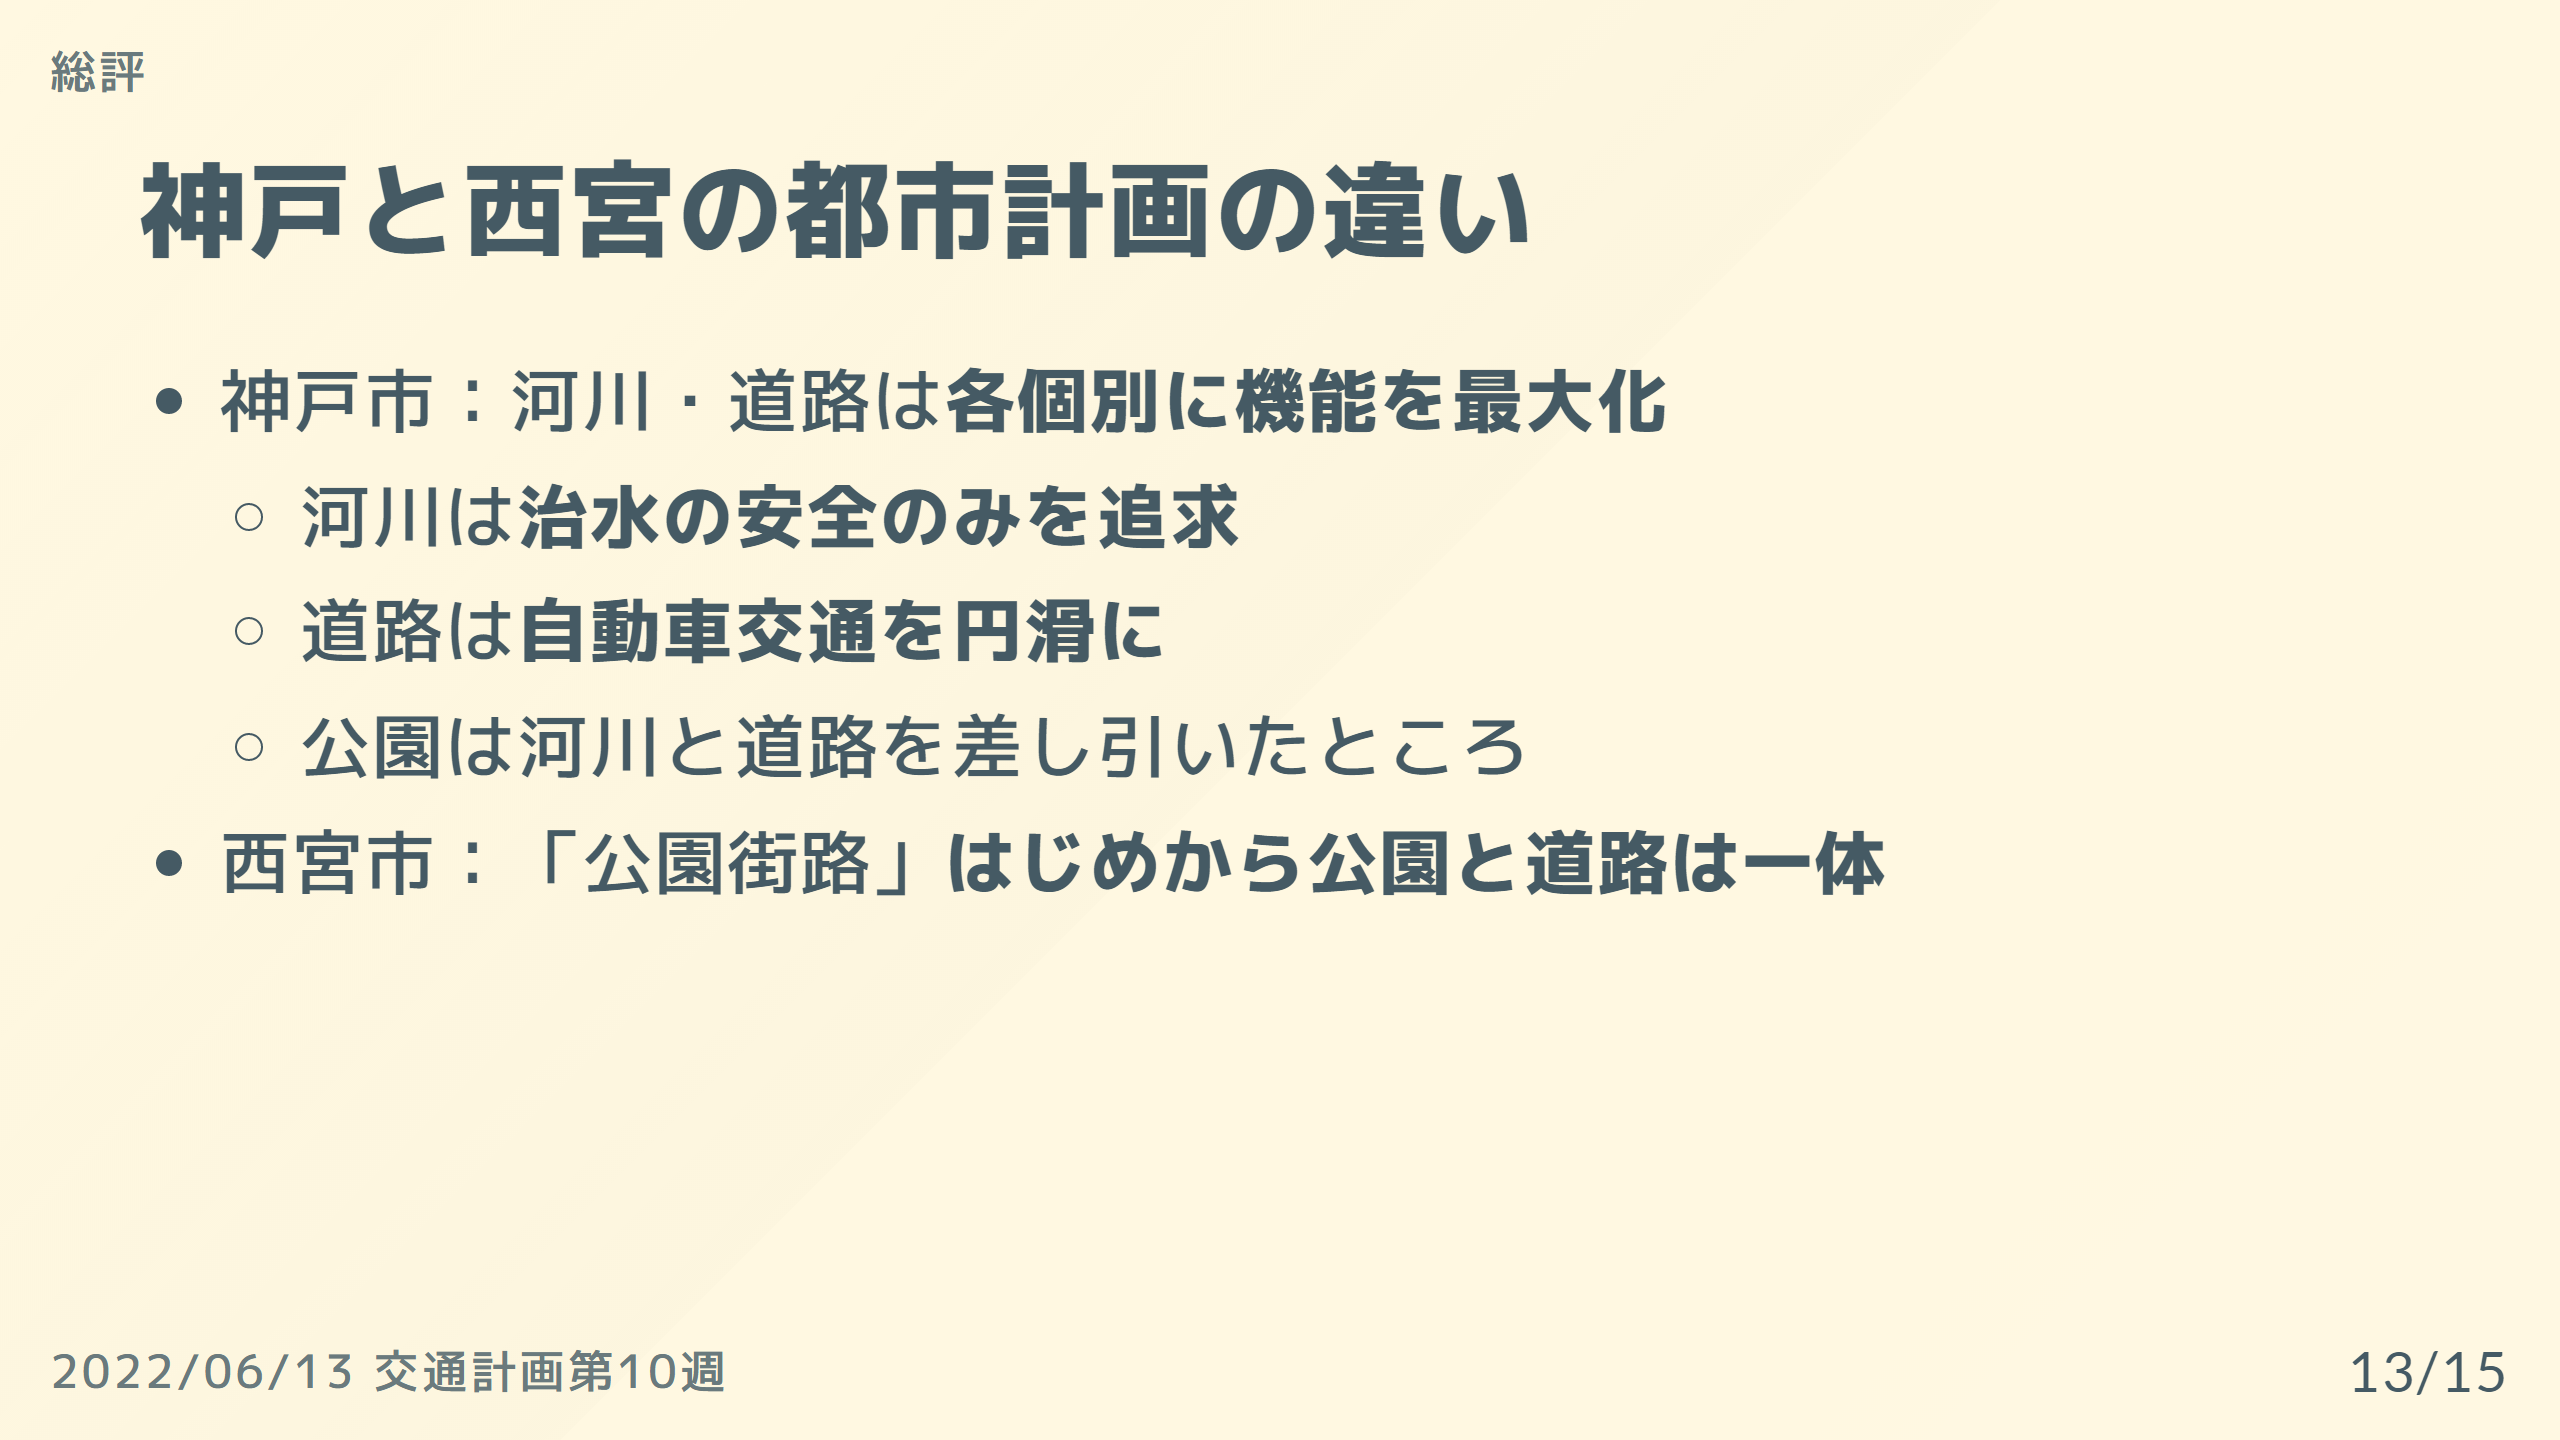 総評
神戸と西宮の都市計画の違い
● 神戸市：河川・道路は各個別に機能を最大化
○ 河川は治水の安全のみを追求
○ 道路は自動車交通を円滑に
○ 公園は河川と道路を差し引いたところ
● 西宮市：「公園街路」はじめから公園と道路は一体
2022/06/13 交通計画第10週
13/15